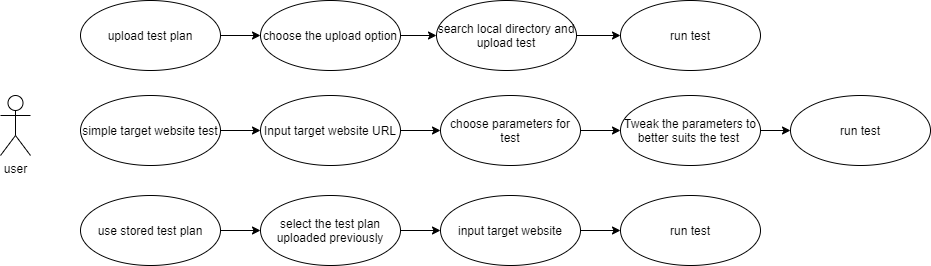 upload test plan
choose the upload option
search local directory and
upload test
run test
simple target website test
Input target website URL
choose parameters for
test
Tweak the parameters to
better suits the test
run test
user
use stored test plan
select the test plan
uploaded previously
input target website
run test